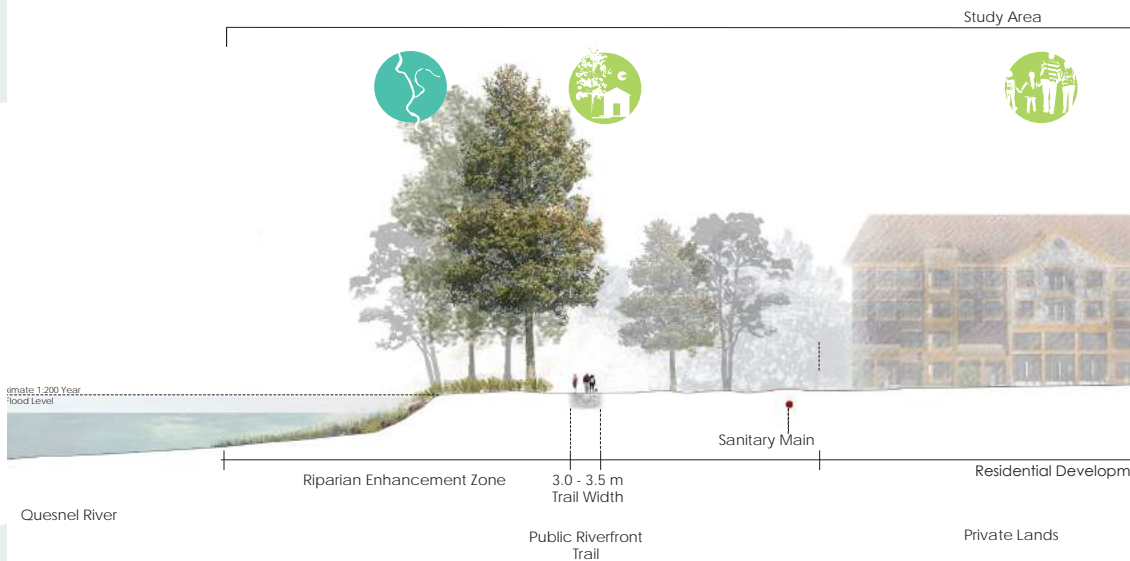 Study Area
imate 1:200 Year
Flood Level
Sanitary Main
Riparian Enhancement Zone
3.0 - 3.5 m
Trail Width
Residential Developm
Quesnel River
Public Riverfront
Trail
Private Lands